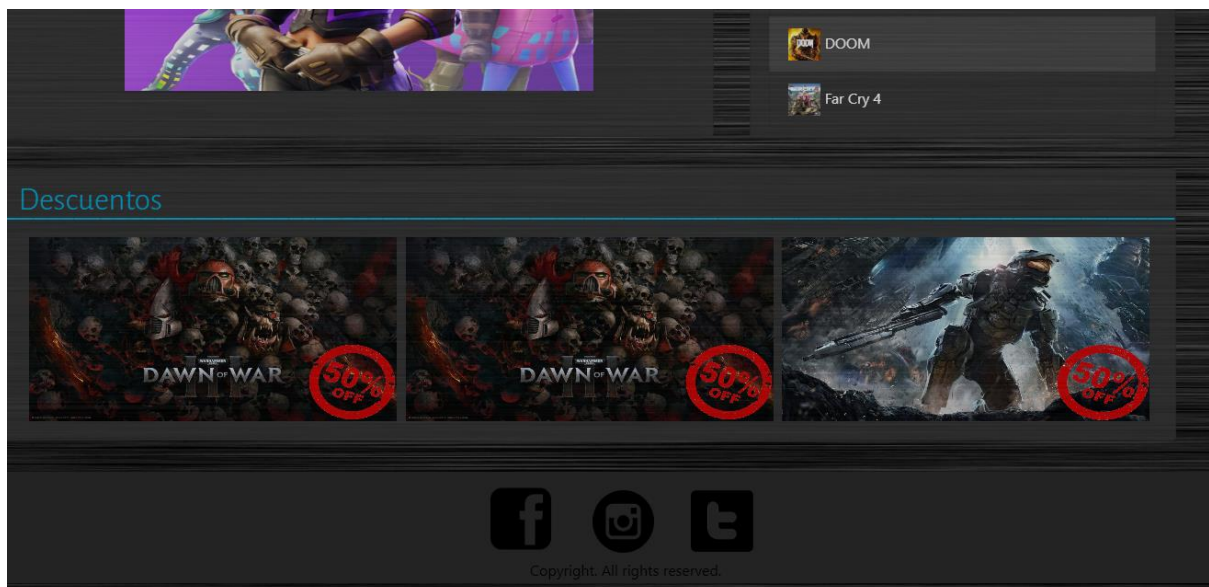 DOOM
Far Cry 4
Descuentos
DAWN OF WAR
50%
OFF
DAWN OF WAR
50%
OFF
50%
OFF
Copyright. All rights reserved.